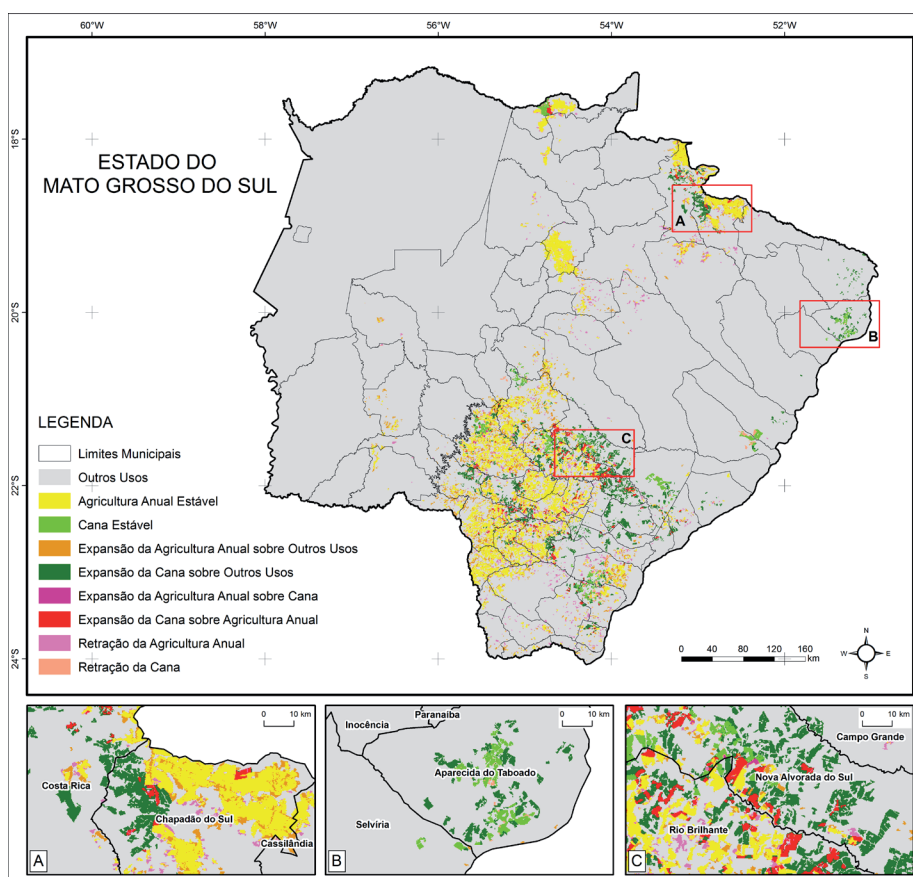 60°W
58°W
56°W
54°W
52°W
18°S
20°S
22°S
24°S
ESTADO DO
MATO GROSSO DO SUL
A
B
C
LEGENDA
Limites Municipais
Outros Usos
Agricultura Anual Estável
Cana Estável
Expansão da Agricultura Anual sobre Outros Usos
Expansão da Cana sobre Outros Usos
Expansão da Agricultura Anual sobre Cana
Expansão da Cana sobre Agricultura Anual
Retração da Agricultura Anual
Retração da Cana
0 40 80 120 160
km
N
W E
S
0 10 km
Costa Rica
Chapadão do Sul
Cassilândia
A
0 10 km
Paranaíba
Inocência
Aparecida do Taboado
Selvíria
B
0 10 km
Campo Grande
Nova Alvorada do Sul
Rio Brilhante
C